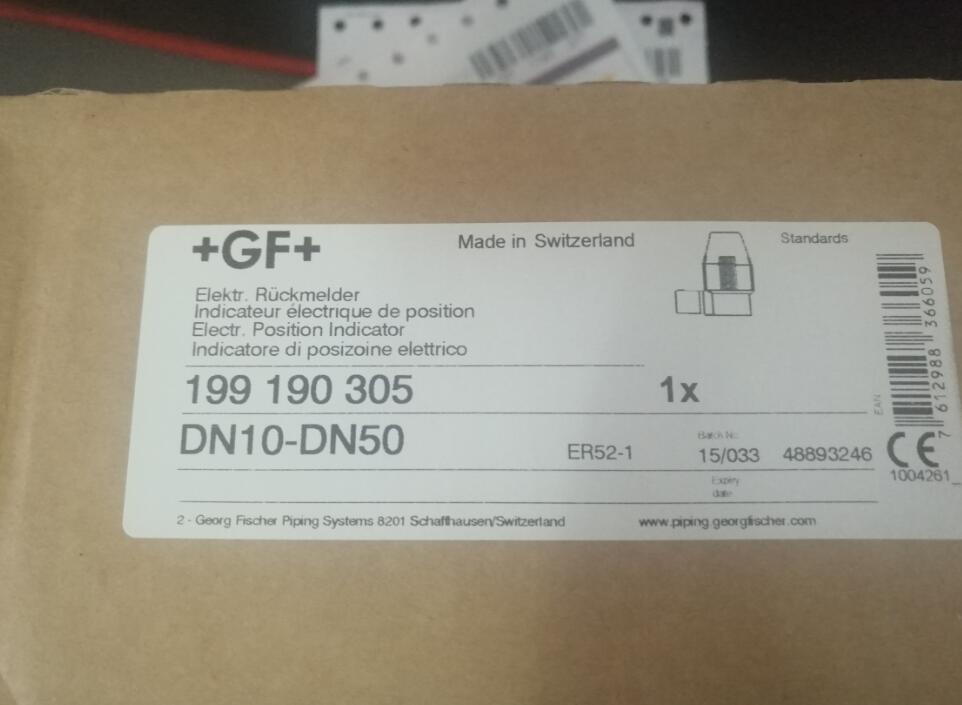 +GF+
Made in Switzerland
Standards
Elektr. Rückmelder
Indicateur électrique de position
Electr. Position Indicator
Indicatore di posizoine elettrico
199 190 305
1x
DN10-DN50
ER52-1
Batch No:
15/033
48893246
Expiry
date
EAN
7 612988 366059
CE
1004261_
2 - Georg Fischer Piping Systems 8201 Schaffhausen/Switzerland
www.piping.georgfischer.com